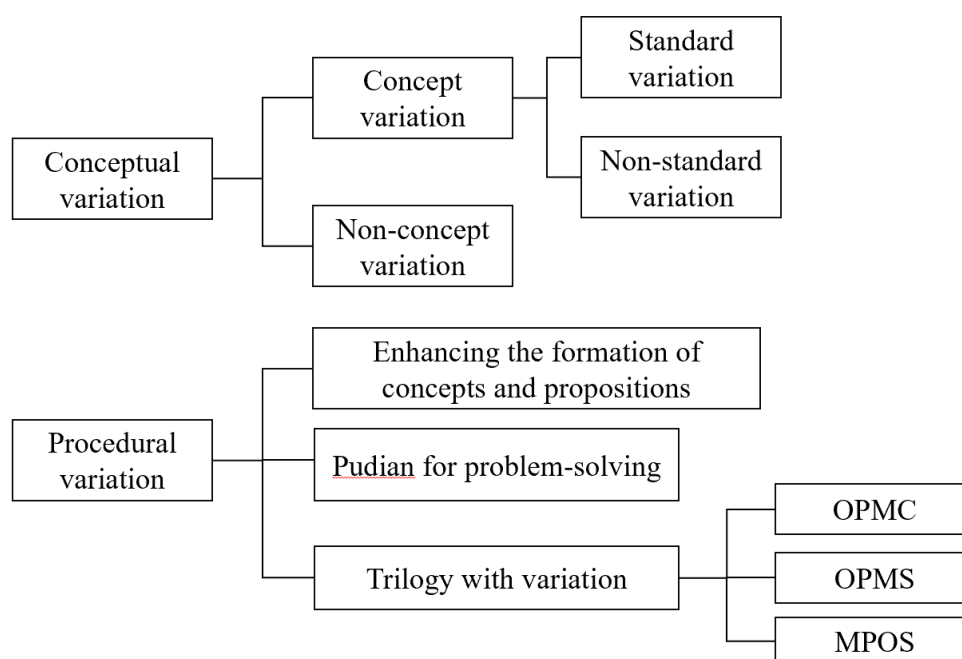 Standard
variation
Concept
variation
Conceptual
variation
Non-standard
variation
Non-concept
variation
Enhancing the formation of
concepts and propositions
Procedural
variation
Pudian for problem-solving
OPMC
Trilogy with variation
OPMS
MPOS